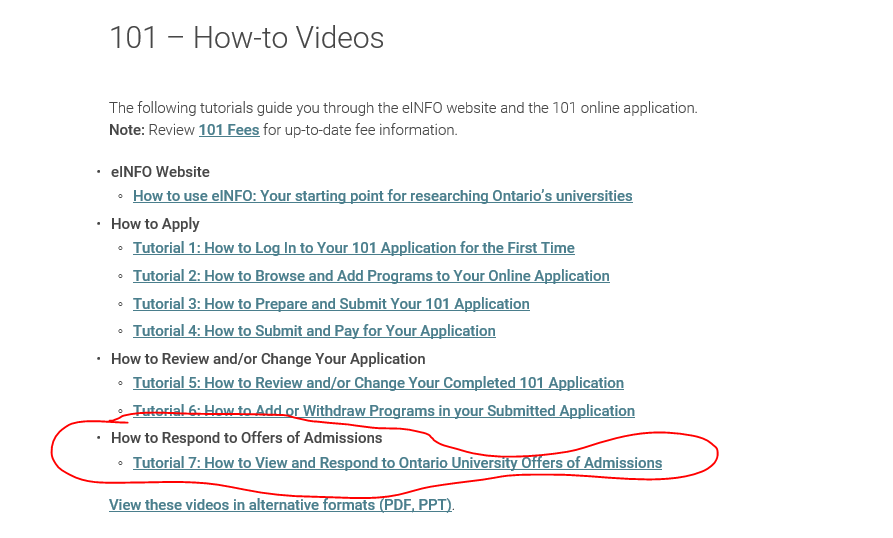 101 – How-to Videos
The following tutorials guide you through the eINFO website and the 101 online application.
Note: Review 101 Fees for up-to-date fee information.
• eINFO Website
◦ How to use eINFO: Your starting point for researching Ontario’s universities
• How to Apply
◦ Tutorial 1: How to Log In to Your 101 Application for the First Time
◦ Tutorial 2: How to Browse and Add Programs to Your Online Application
◦ Tutorial 3: How to Prepare and Submit Your 101 Application
◦ Tutorial 4: How to Submit and Pay for Your Application
• How to Review and/or Change Your Application
◦ Tutorial 5: How to Review and/or Change Your Completed 101 Application
◦ Tutorial 6: How to Add or Withdraw Programs in your Submitted Application
• How to Respond to Offers of Admissions
◦ Tutorial 7: How to View and Respond to Ontario University Offers of Admissions
View these videos in alternative formats (PDF, PPT).